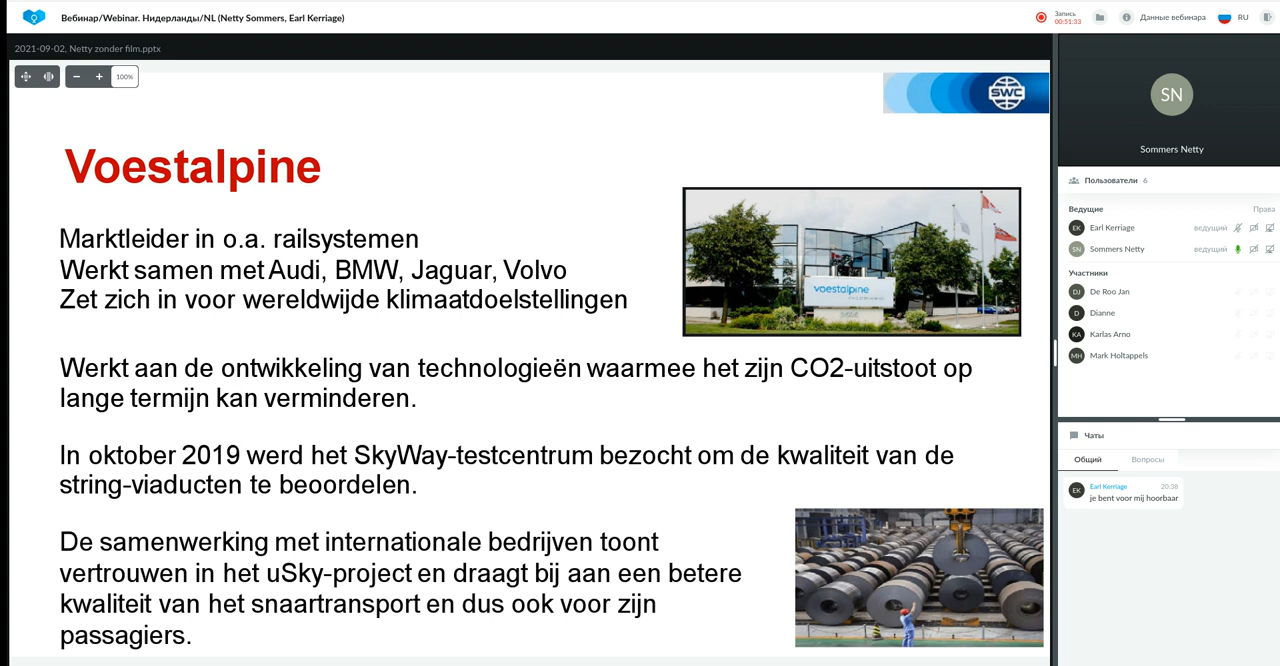 Вебинар/Webinar. Нидерланды/NL (Netty Sommers, Earl Kerriage)
Запись
00:51:33
Данные вебинара
RU
2021-09-02, Netty zonder film.pptx
100%
SWC
Voestalpine
Marktleider in o.a. railsystemen
Werkt samen met Audi, BMW, Jaguar, Volvo
Zet zich in voor wereldwijde klimaatdoelstellingen
voestalpine
Werkt aan de ontwikkeling van technologieën waarmee het zijn CO2-uitstoot op
lange termijn kan verminderen.
In oktober 2019 werd het SkyWay-testcentrum bezocht om de kwaliteit van de
string-viaducten te beoordelen.
De samenwerking met internationale bedrijven toont
vertrouwen in het uSky-project en draagt bij aan een betere
kwaliteit van het snaartransport en dus ook voor zijn
passagiers.
SN
Sommers Netty
Пользователи 6
Ведущие Права
EK Earl Kerriage ведущий
SN Sommers Netty ведущий
Участники
DJ De Roo Jan
D Dianne
KA Karlas Arno
MH Mark Holtappels
Чаты
Общий Вопросы
EK Earl Kerriage 20:38
je bent voor mij hoorbaar